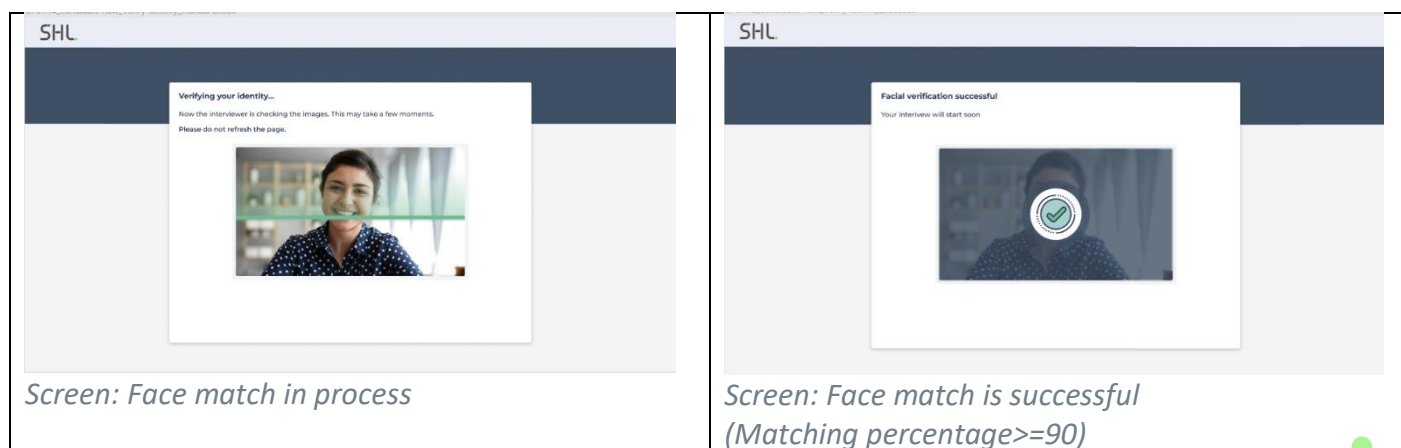 SHL.
Verifying your identity...
Now the interviewer is checking the images. This may take a few moments.
Please do not refresh the page.
Screen: Face match in process
SHL.
Facial verification successful
Your interivew will start soon
Screen: Face match is successful
(Matching percentage>=90)